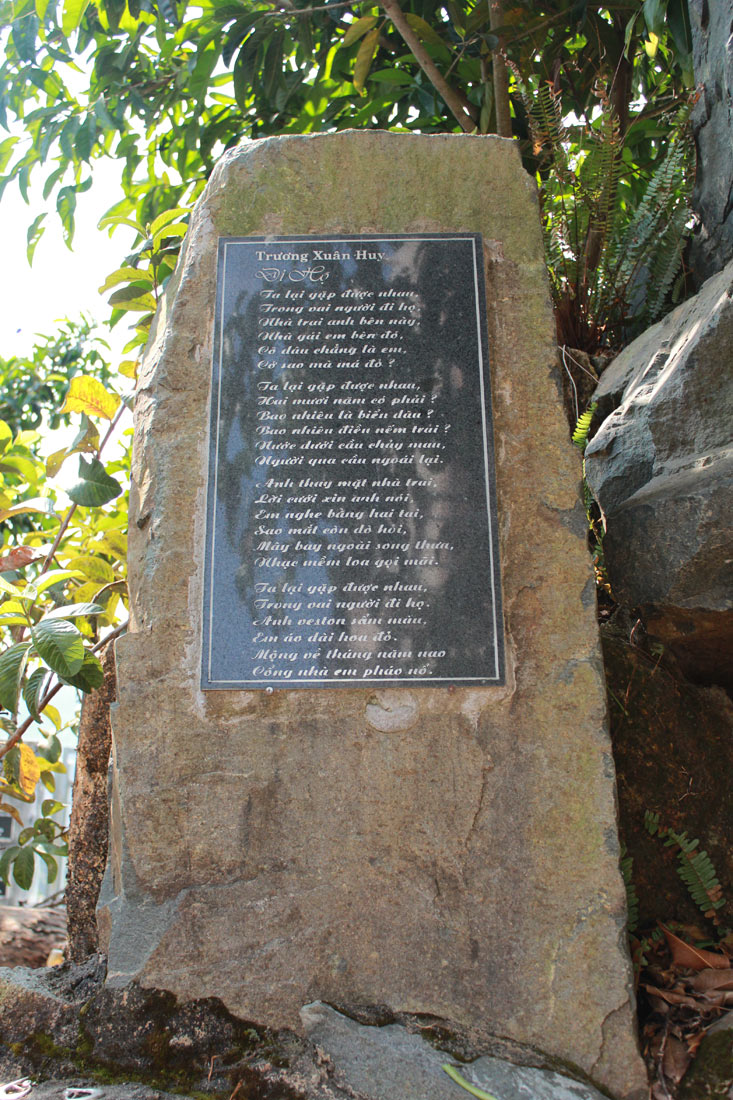 Trương Xuân Huy
Đi Họ
Ta lại gặp được nhau,
Trong vai người đi họ,
Nhà trai anh bên này,
Nhà gái em bên đó,
Cô dâu chẳng là em,
Cớ sao mà má đỏ ?
Ta lại gặp được nhau,
Hai mươi năm có phải ?
Bao nhiêu là biển dâu ?
Bao nhiêu điều nếm trải ?
Nước dưới cầu chảy mau,
Người qua cầu ngoái lại.
Anh thay mặt nhà trai,
Lời cưới xin anh nói,
Em nghe bằng hai tai,
Sao mắt còn dò hỏi,
Mây bay ngoài song thưa,
Nhạc mềm loa gọi mãi.
Ta lại gặp được nhau,
Trong vai người đi họ.
Anh veston sẫm màu,
Em áo dài hoa đỏ.
Mộng về tháng năm nao
Cổng nhà em pháo nổ.